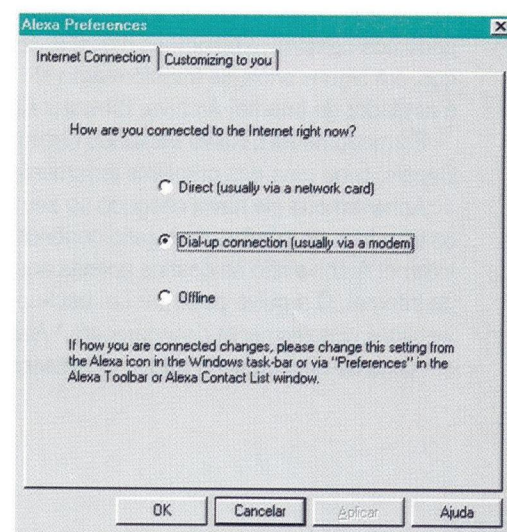 Alexa Preferences
Internet Connection
Customizing to you
How are you connected to the Internet right now?
Direct (usually via a network card)
Dial-up connection (usually via a modem)
Offline
If how you are connected changes, please change this setting from
the Alexa icon in the Windows task-bar or via "Preferences" in the
Alexa Toolbar or Alexa Contact List window.
OK
Cancelar
Aplicar
Ajuda